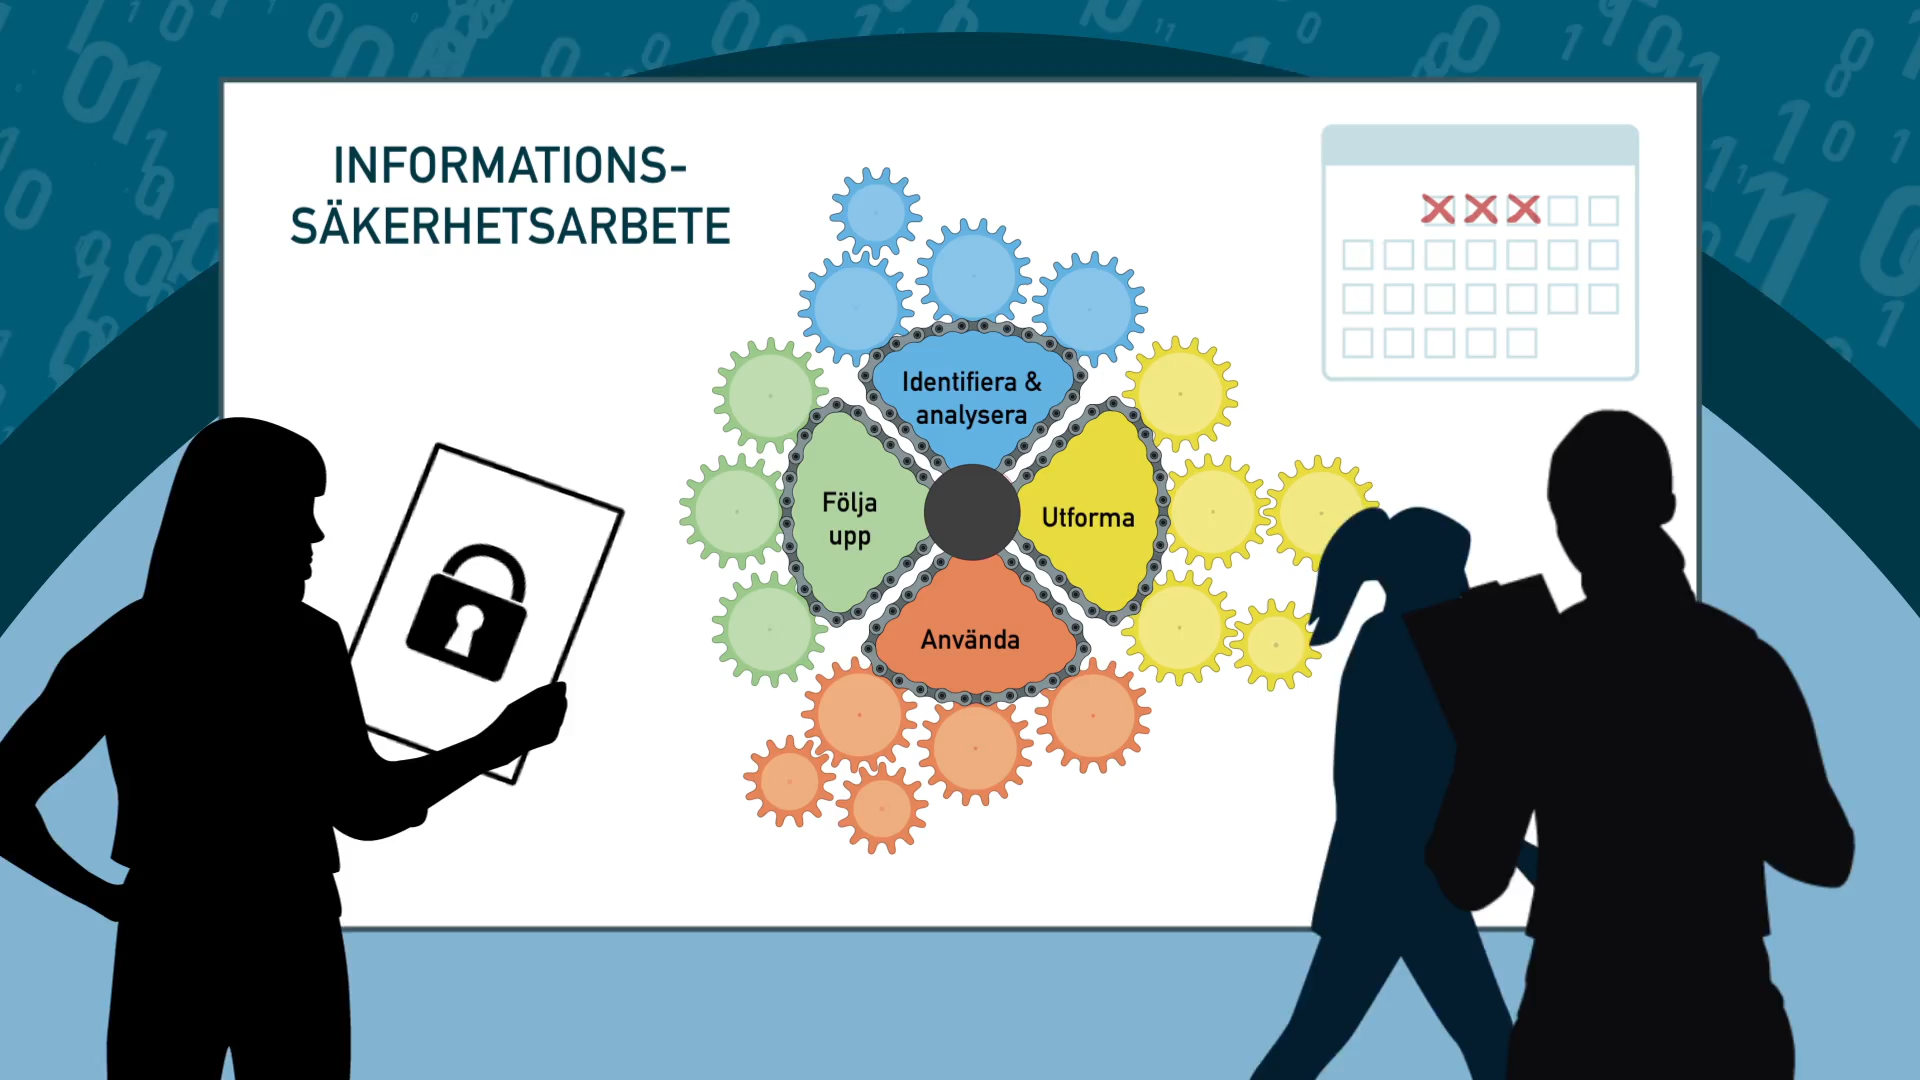 INFORMATIONS-
SÄKERHETSARBETE
Identifiera &
analysera
Följa
upp
Utforma
Använda